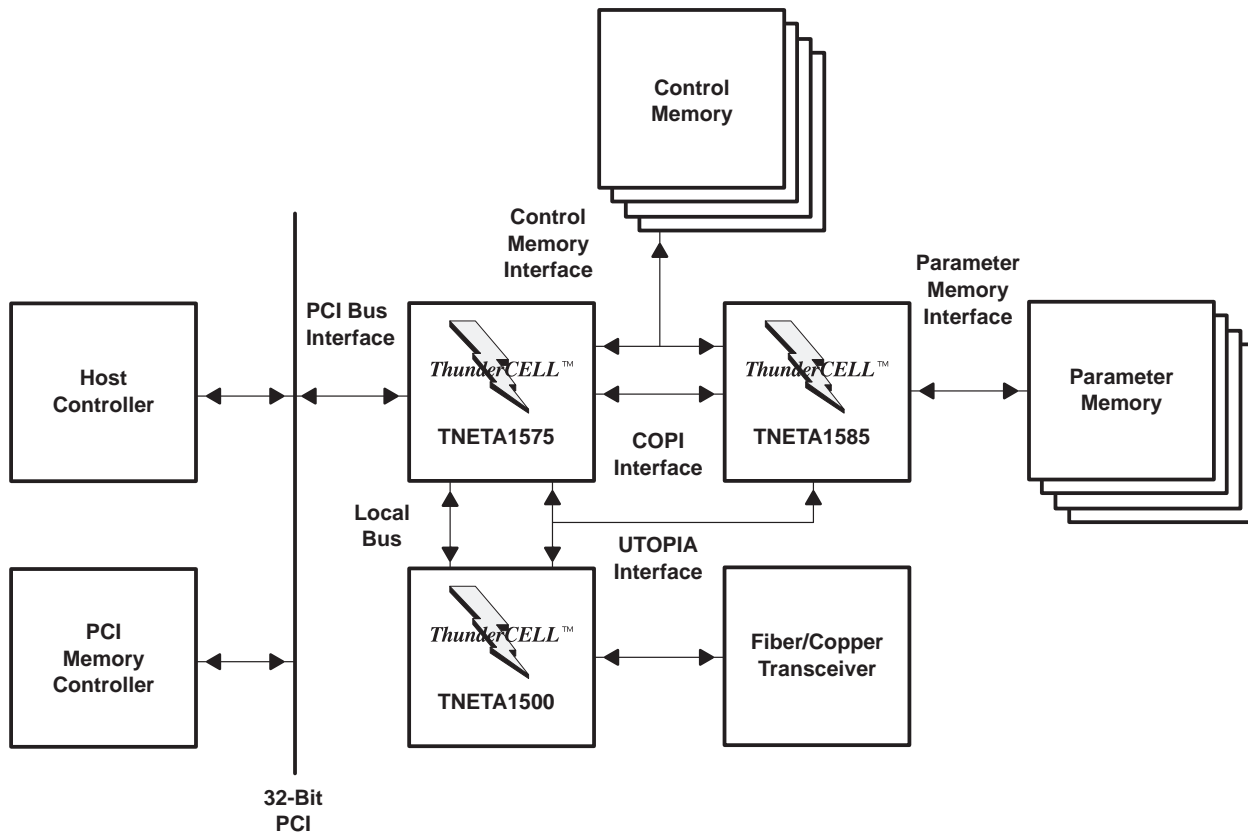 Control
Memory
Control
Memory
Interface
Parameter
Memory
Interface
PCI Bus
Interface
Host
Controller
ThunderCELL™
TNETA1575
ThunderCELL™
TNETA1585
Parameter
Memory
COPI
Interface
Local
Bus
UTOPIA
Interface
PCI
Memory
Controller
ThunderCELL™
TNETA1500
Fiber/Copper
Transceiver
32-Bit
PCI